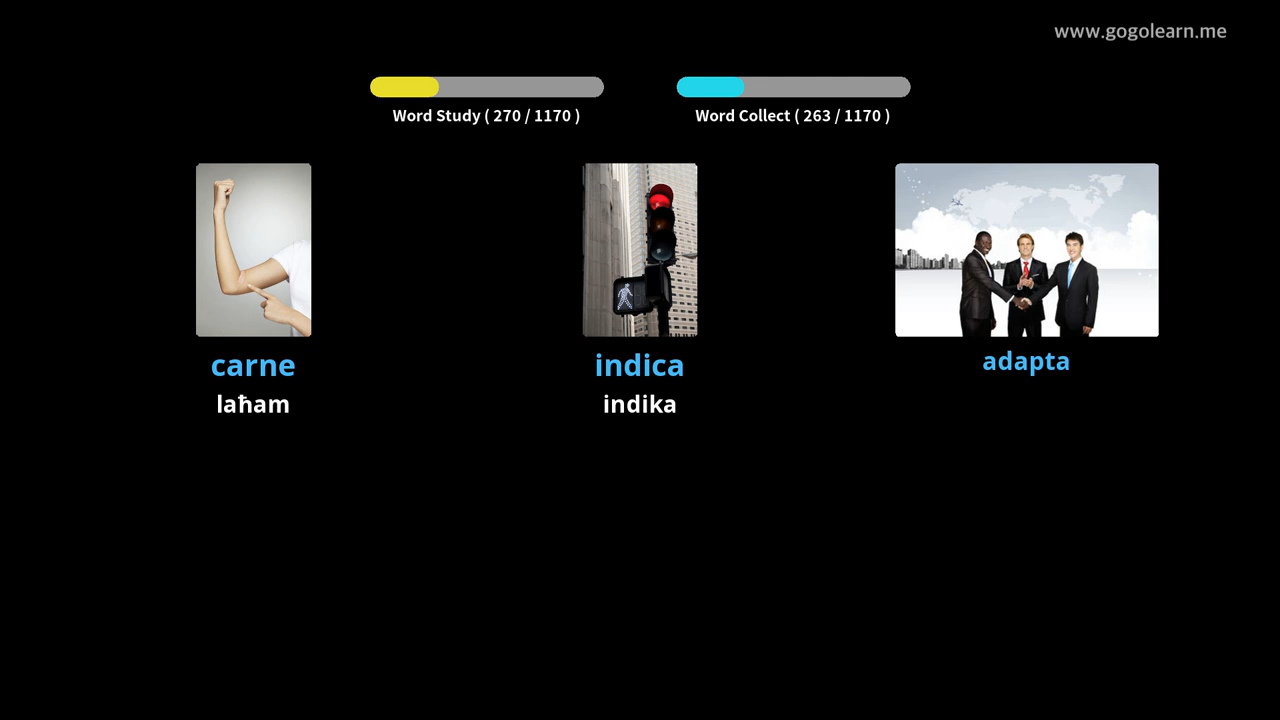 www.gogolearn.me
Word Study ( 270 / 1170 )
Word Collect ( 263 / 1170 )
carne
laħam
indica
indika
adapta